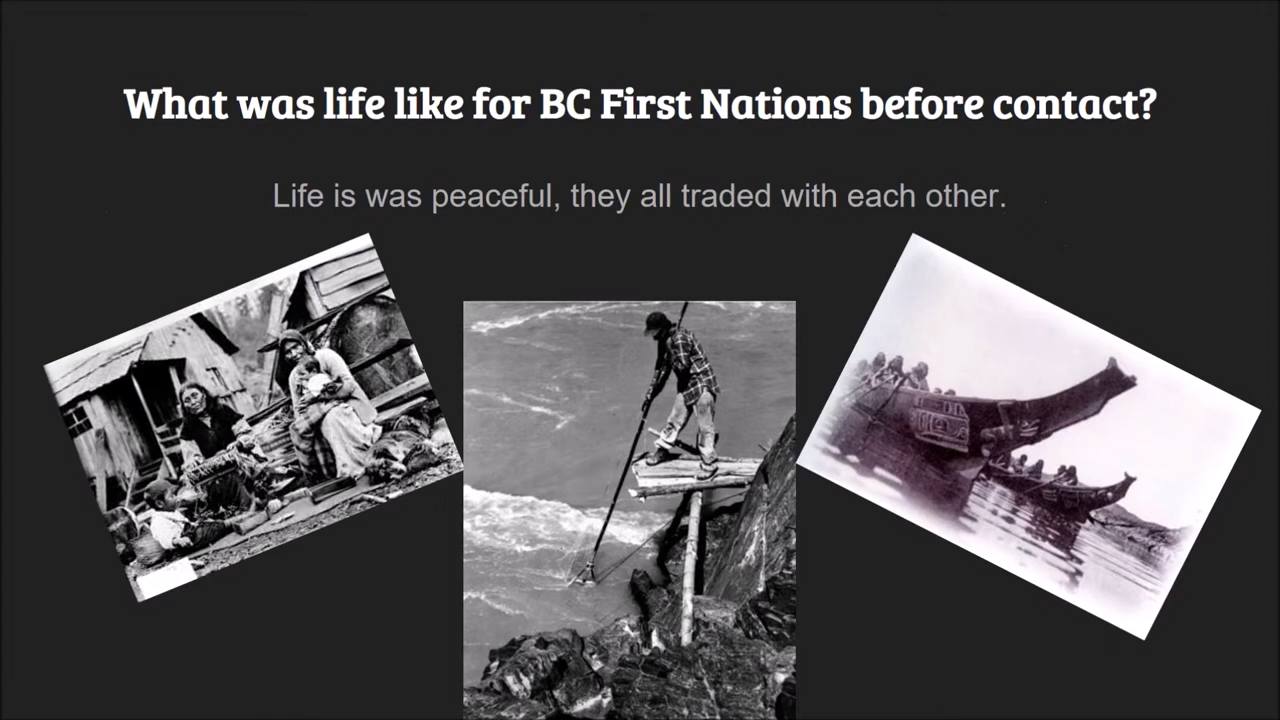 What was life like for BC First Nations before contact?
Life is was peaceful, they all traded with each other.